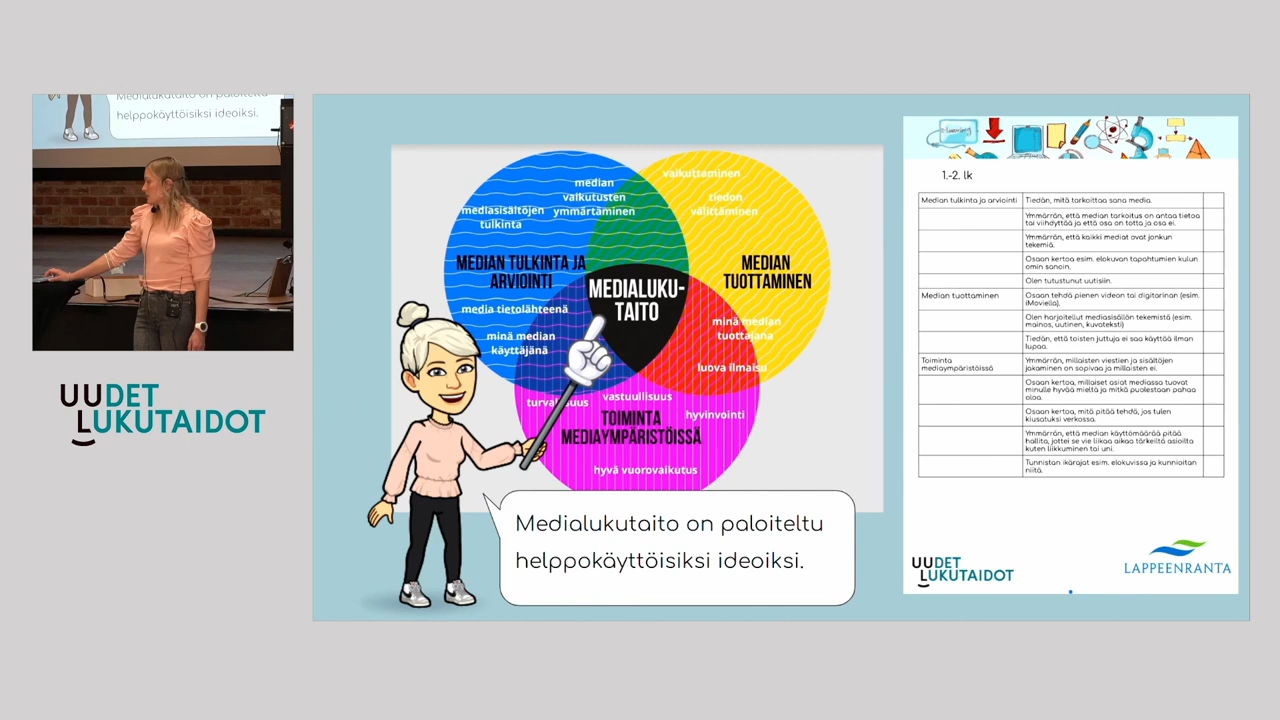 Medialukutaito on paloiteltu
helppokäyttöisiksi ideoiksi.
UUDET
LUKUTAIDOT
median
vaikutusten
ymmärtäminen
mediasisältöjen
tulkinta
MEDIAN TULKINTA JA
ARVIOINTI
media tietolähteenä
minä median
käyttäjänä
vaikuttaminen
tiedon
välittäminen
MEDIAN
TUOTTAMINEN
minä median
tuottajana
luova ilmaisu
MEDIALUKU-
TAITO
turvallisuus
vastuullisuus
hyvinvointi
TOIMINTA
MEDIAYMPÄRISTÖISSÄ
hyvä vuorovaikutus
Medialukutaito on paloiteltu
helppokäyttöisiksi ideoiksi.
e-learning
1.-2. lk
Median tulkinta ja arviointi
Tiedän, mitä tarkoittaa sana media.
Ymmärrän, että median tarkoitus on antaa tietoa
tai viihdyttää ja että osa on totta ja osa ei.
Ymmärrän, että kaikki mediat ovat jonkun
tekemiä.
Osaan kertoa esim. elokuvan tapahtumien kulun
omin sanoin.
Olen tutustunut uutisiin.
Median tuottaminen
Osaan tehdä pienen videon tai digitarinan (esim.
iMoviella).
Olen harjoitellut mediasisällön tekemistä (esim.
mainos, uutinen, kuvateksti)
Tiedän, että toisten juttuja ei saa käyttää ilman
lupaa.
Toiminta
mediaympäristöissä
Ymmärrän, millaisten viestien ja sisältöjen
jakaminen on sopivaa ja millaisten ei.
Osaan kertoa, millaiset asiat mediassa tuovat
minulle hyvää mieltä ja mitkä puolestaan pahaa
oloa.
Osaan kertoa, mitä pitää tehdä, jos tulen
kiusatuksi verkossa.
Ymmärrän, että median käyttömäärää pitää
hallita, jottei se vie liikaa aikaa tärkeiltä asioilta
kuten liikkuminen tai uni.
Tunnistan ikärajat esim. elokuvissa ja kunnioitan
niitä.
UUDET
LUKUTAIDOT
LAPPEENRANTA